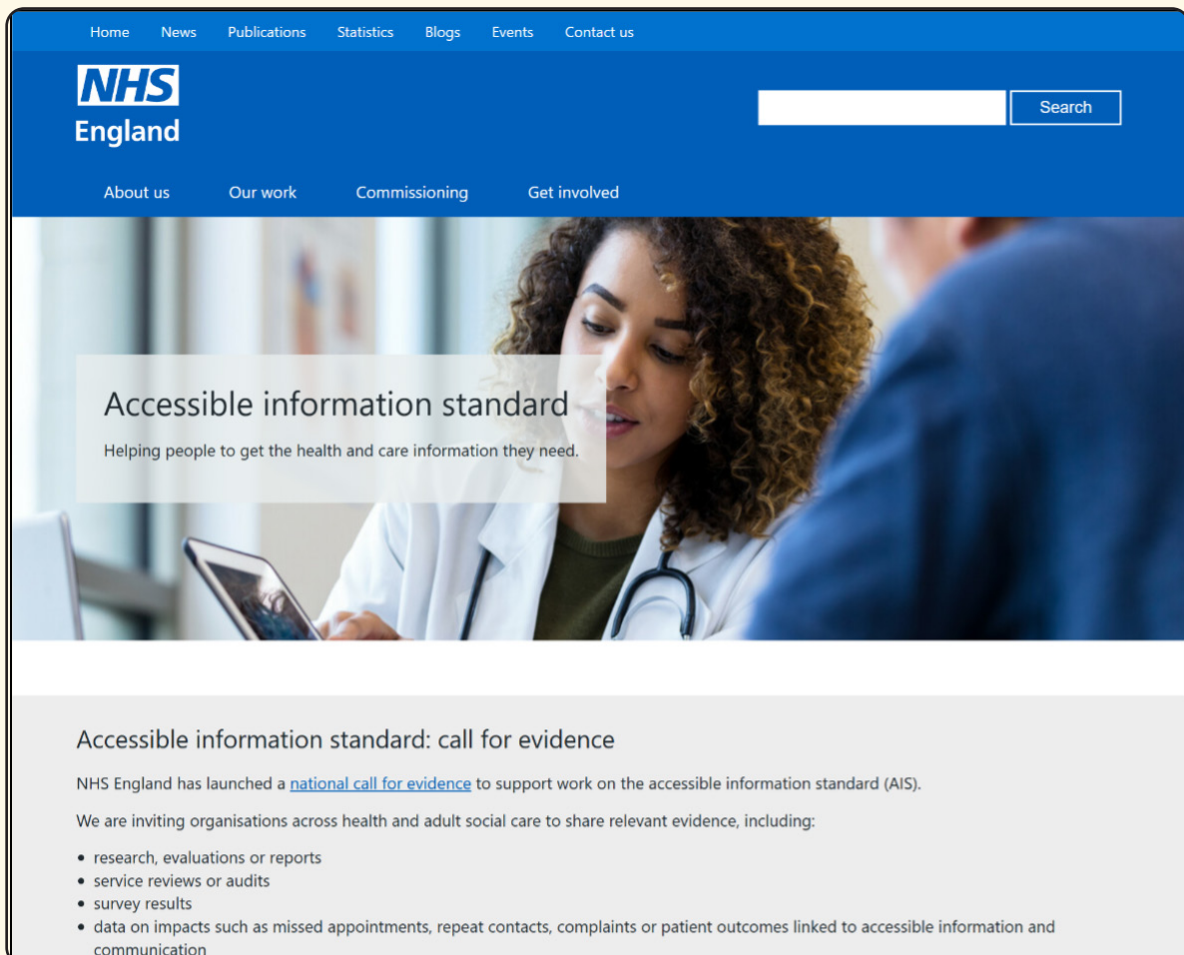 Home News Publications Statistics Blogs Events Contact us
NHS
England
Search
About us Our work Commissioning Get involved
Accessible information standard
Helping people to get the health and care information they need.
Accessible information standard: call for evidence
NHS England has launched a national call for evidence to support work on the accessible information standard (AIS).
We are inviting organisations across health and adult social care to share relevant evidence, including:
• research, evaluations or reports
• service reviews or audits
• survey results
• data on impacts such as missed appointments, repeat contacts, complaints or patient outcomes linked to accessible information and
communication